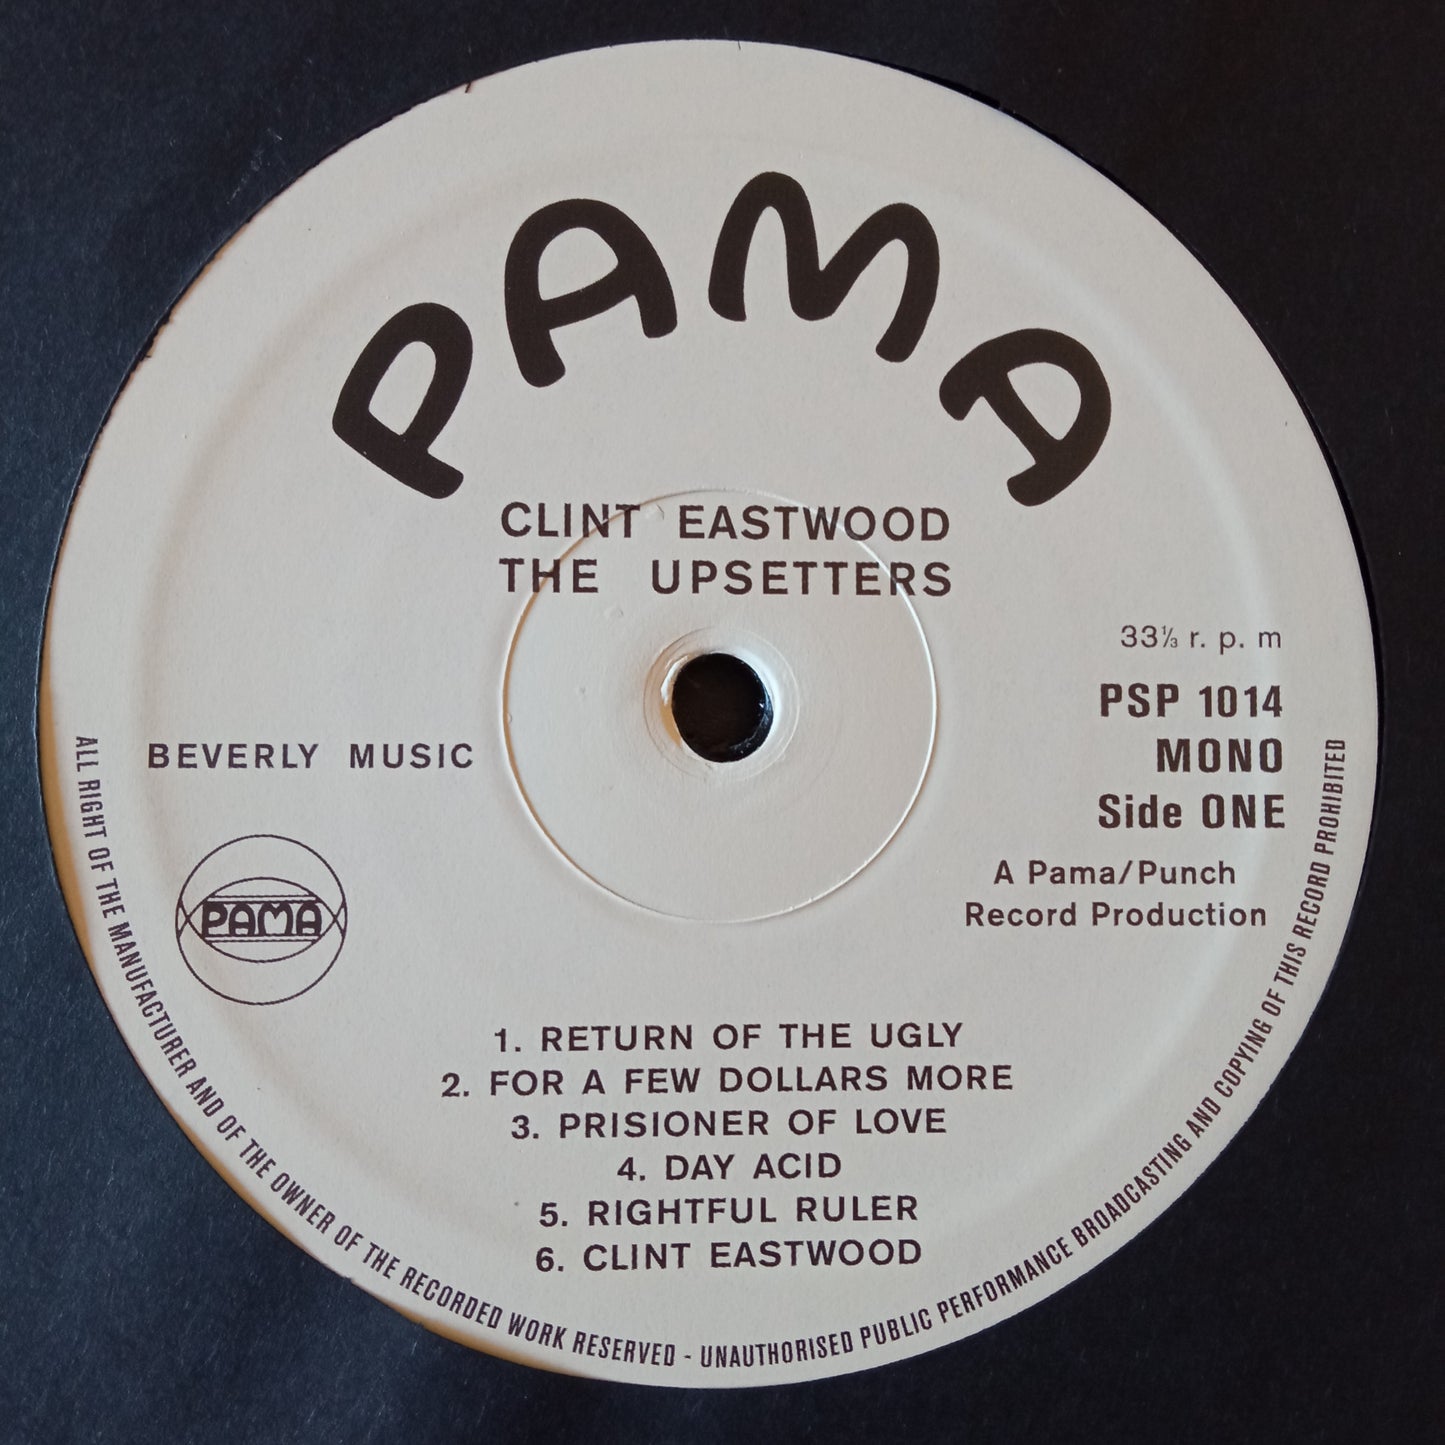 PAMA
CLINT EASTWOOD
THE UPSETTERS
33⅓ r. p. m
PSP 1014
MONO
Side ONE
BEVERLY MUSIC
A Pama/Punch
Record Production
PAMA
1. RETURN OF THE UGLY
2. FOR A FEW DOLLARS MORE
3. PRISIONER OF LOVE
4. DAY ACID
5. RIGHTFUL RULER
6. CLINT EASTWOOD
ALL RIGHT OF THE MANUFACTURER AND OF THE OWNER OF THE RECORDED WORK RESERVED - UNAUTHORISED PUBLIC PERFORMANCE BROADCASTING AND COPYING OF THIS RECORD PROHIBITED